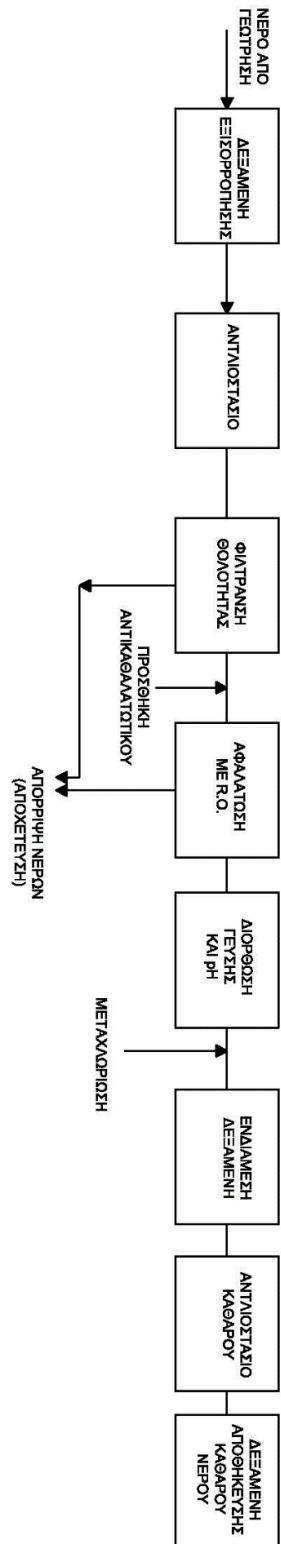 ΝΕΡΟ ΑΠΟ
ΓΕΩΤΡΗΣΗ
ΔΕΞΑΜΕΝΗ
ΕΞΙΣΟΡΡΟΠΗΣΗΣ
ΑΝΤΛΙΟΣΤΑΣΙΟ
ΦΙΛΤΡΑΝΣΗ
ΘΟΛΟΤΗΤΑΣ
ΠΡΟΣΘΗΚΗ
ΑΝΤΙΚΑΘΑΛΑΤΩΤΙΚΟΥ
ΑΦΑΛΑΤΩΣΗ
ΜΕ R.O.
ΑΠΟΡΡΙΨΗ ΝΕΡΩΝ
(ΑΠΟΧΕΤΕΥΣΗ)
ΔΙΟΡΘΩΣΗ
ΓΕΥΣΗΣ
ΚΑΙ pH
ΜΕΤΑΧΛΩΡΙΩΣΗ
ΕΝΔΙΑΜΕΣΗ
ΔΕΞΑΜΕΝΗ
ΑΝΤΛΙΟΣΤΑΣΙΟ
ΚΑΘΑΡΟΥ
ΔΕΞΑΜΕΝΗ
ΑΠΟΘΗΚΕΥΣΗΣ
ΚΑΘΑΡΟΥ
ΝΕΡΟΥ